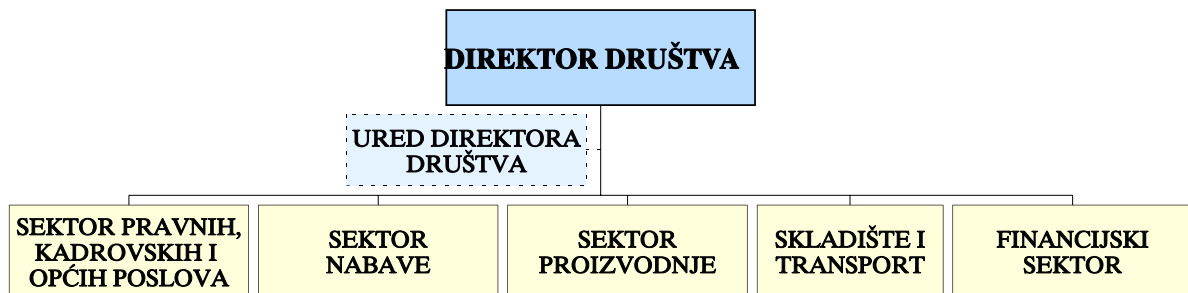 DIREKTOR DRUŠTVA
URED DIREKTORA
DRUŠTVA
SEKTOR PRAVNIH,
KADROVSKIH I
OPĆIH POSLOVA
SEKTOR
NABAVE
SEKTOR
PROIZVODNJE
SKLADIŠTE I
TRANSPORT
FINANCIJSKI
SEKTOR